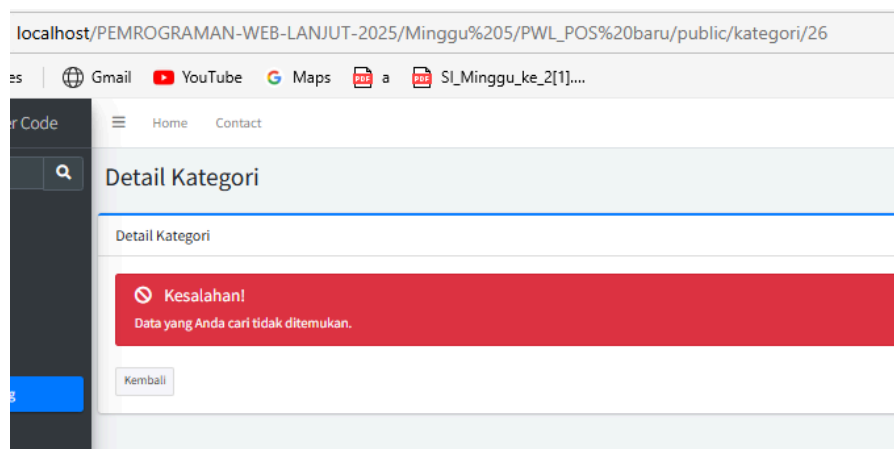 localhost/PEMROGRAMAN-WEB-LANJUT-2025/Minggu%205/PWL_POS%20baru/public/kategori/26
es Gmail YouTube Maps a SI_Minggu_ke_2[1]....
r Code Home Contact
Detail Kategori
Detail Kategori
Kesalahan!
Data yang Anda cari tidak ditemukan.
Kembali
g